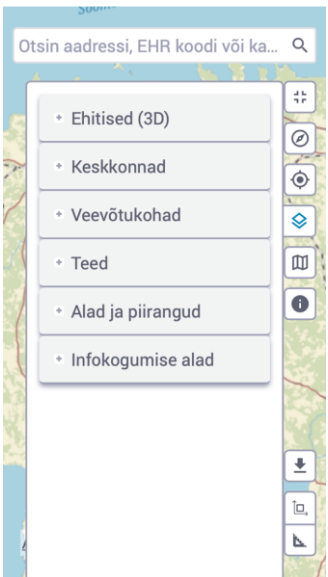 Otsin aadressi, EHR koodi või ka...
Ehitised (3D)
Keskkonnad
Veevõtukohad
Teed
Alad ja piirangud
Infokogumise alad